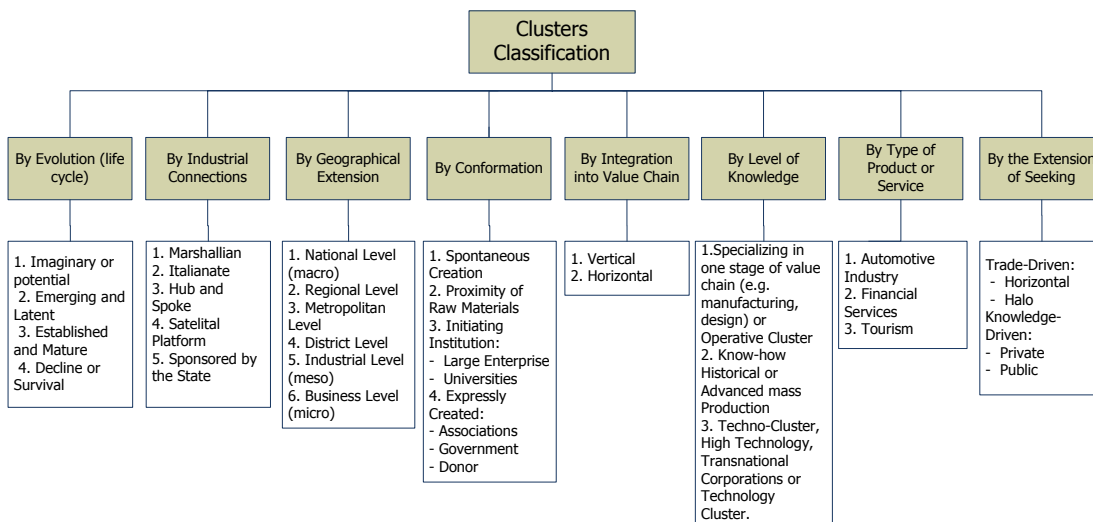 Clusters
Classification
By Evolution (life
cycle)
By Industrial
Connections
By Geographical
Extension
By Conformation
By Integration
into Value Chain
By Level of
Knowledge
By Type of
Product or
Service
By the Extension
of Seeking
1. Imaginary or
potential
2. Emerging and
Latent
3. Established
and Mature
4. Decline or
Survival
1. Marshallian
2. Italianate
3. Hub and
Spoke
4. Satelital
Platform
5. Sponsored by
the State
1. National Level
(macro)
2. Regional Level
3. Metropolitan
Level
4. District Level
5. Industrial Level
(meso)
6. Business Level
(micro)
1. Spontaneous
Creation
2. Proximity of
Raw Materials
3. Initiating
Institution:
- Large Enterprise
- Universities
4. Expressly
Created:
- Associations
- Government
- Donor
1. Vertical
2. Horizontal
1.Specializing in
one stage of value
chain (e.g.
manufacturing,
design) or
Operative Cluster
2. Know-how
Historical or
Advanced mass
Production
3. Techno-Cluster,
High Technology,
Transnational
Corporations or
Technology
Cluster.
1. Automotive
Industry
2. Financial
Services
3. Tourism
Trade-Driven:
- Horizontal
- Halo
Knowledge-
Driven:
- Private
- Public